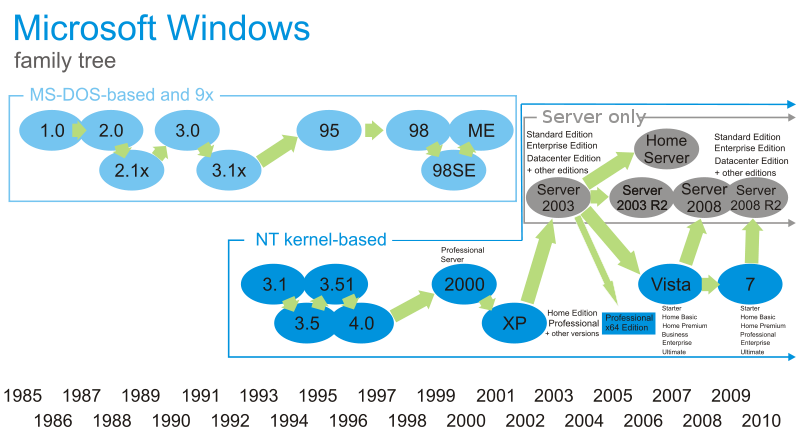 Microsoft Windows
family tree
MS-DOS-based and 9x
1.0
2.0
3.0
95
98
ME
2.1x
3.1x
98SE
Server only
Standard Edition
Enterprise Edition
Datacenter Edition
+ other editions
Home
Server
Standard Edition
Enterprise Edition
Datacenter Edition
+ other editions
Server
2003
Server
2003 R2
Server
2008
Server
2008 R2
NT kernel-based
Professional
Server
3.1
3.51
2000
Vista
7
3.5
4.0
XP
Home Edition
Professional
+ other versions
Professional
x64 Edition
Starter
Home Basic
Home Premium
Business
Enterprise
Ultimate
Starter
Home Basic
Home Premium
Professional
Enterprise
Ultimate
1985 1987 1989 1991 1993 1995 1997 1999 2001 2003 2005 2007 2009
1986 1988 1990 1992 1994 1996 1998 2000 2002 2004 2006 2008 2010